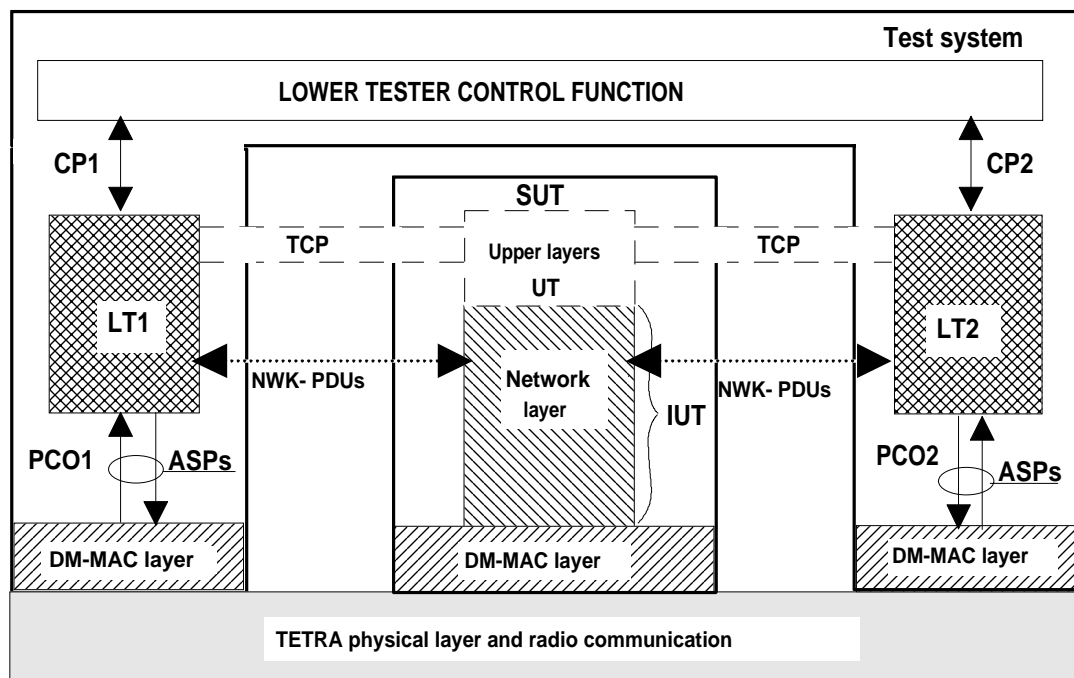 Test system
LOWER TESTER CONTROL FUNCTION
CP1
CP2
SUT
TCP
TCP
Upper layers
UT
LT1
LT2
NWK- PDUs
NWK- PDUs
Network
layer
IUT
PCO1
ASPs
PCO2
ASPs
DM-MAC layer
DM-MAC layer
DM-MAC layer
TETRA physical layer and radio communication